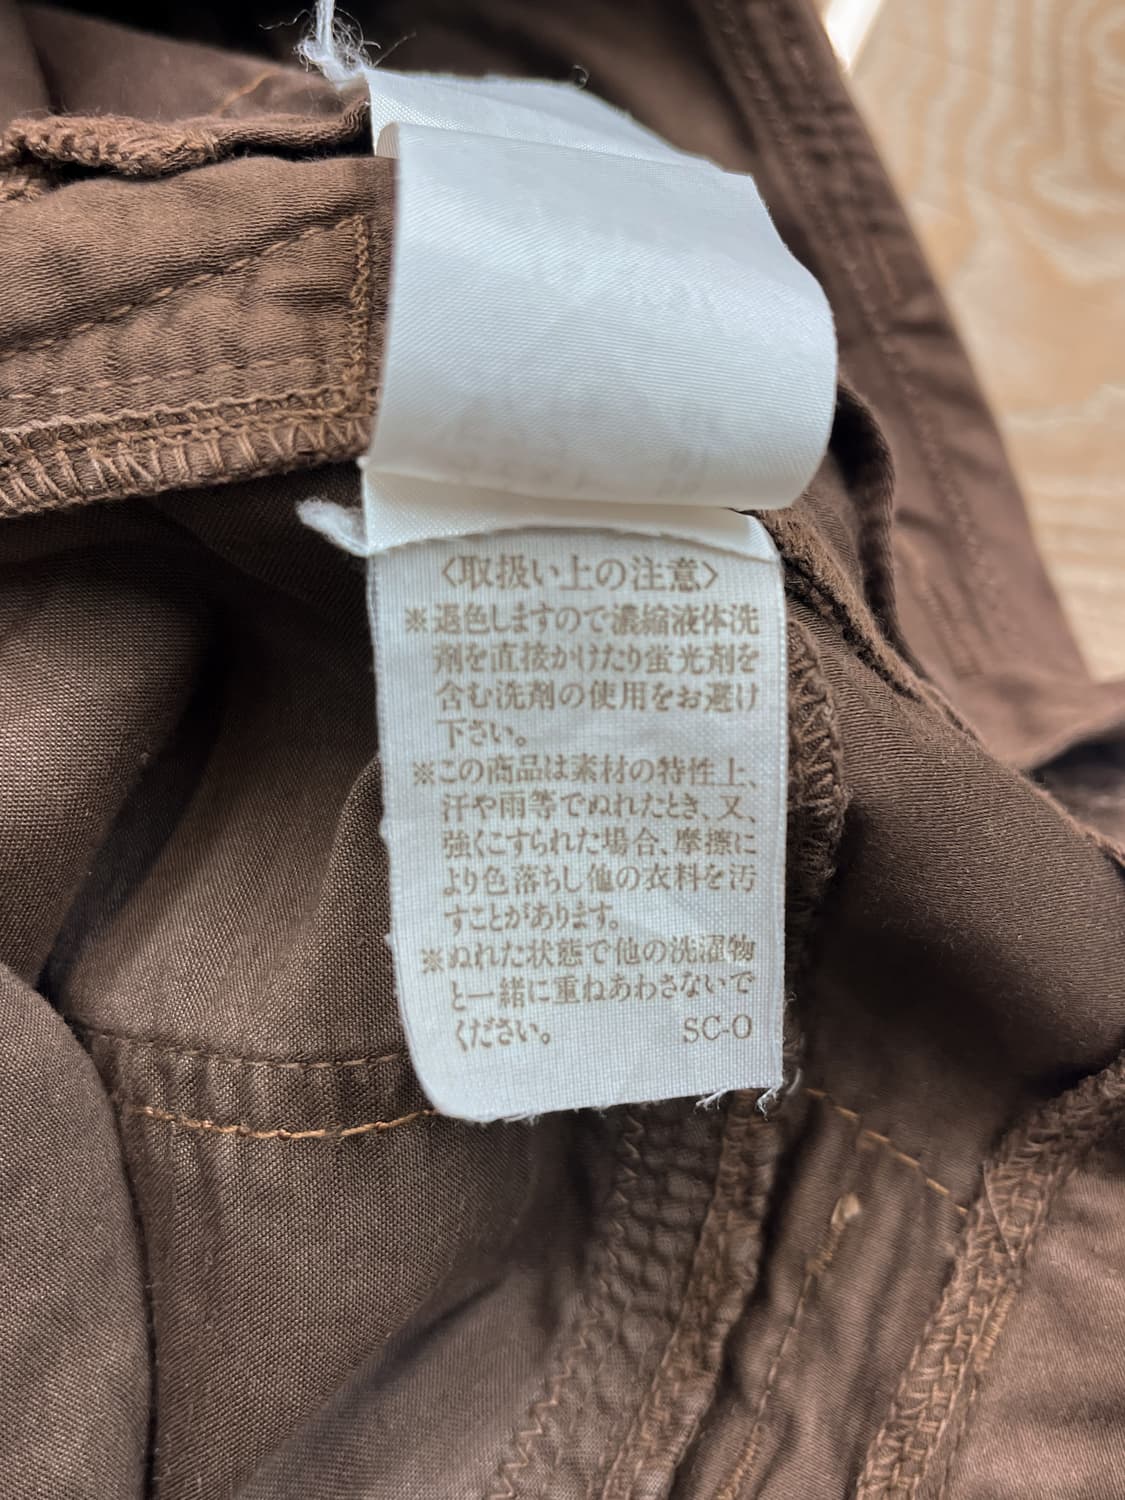 〈取扱い上の注意〉
※退色しますので濃縮液体洗
剤を直接かけたり蛍光剤を
含む洗剤の使用をお避け
下さい。
※この商品は素材の特性上、
汗や雨等でぬれたとき、又、
強くこすられた場合、摩擦に
より色落ちし他の衣料を汚
すことがあります。
※ぬれた状態で他の洗濯物
と一緒に重ねあわさないで
ください。 SC-O